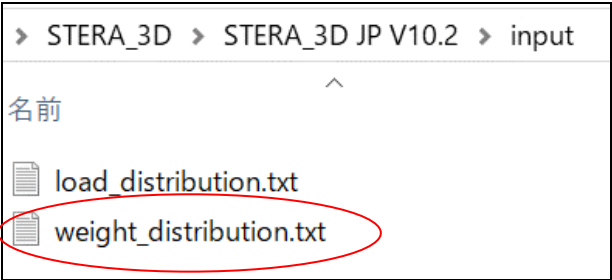 > STERA_3D > STERA_3D JP V10.2 > input
名前
load_distribution.txt
weight_distribution.txt